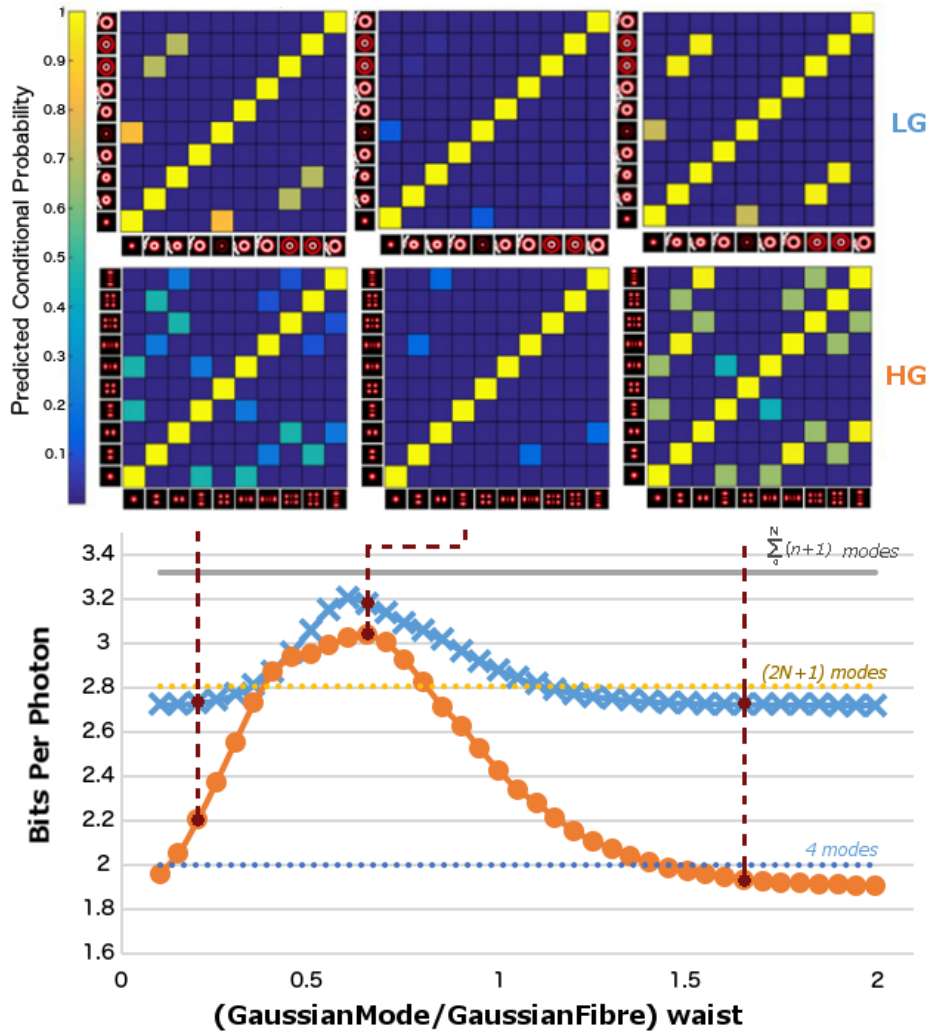 1
0.9
0.8
0.7
0.6
0.5
0.4
0.3
0.2
0.1
Predicted Conditional Probability
LG
HG
3.4
3.2
3
2.8
2.6
2.4
2.2
2
1.8
1.6
Bits Per Photon
N
∑(n+1) modes
(2N+1) modes
4 modes
0 0.5 1 1.5 2
(GaussianMode/GaussianFibre) waist